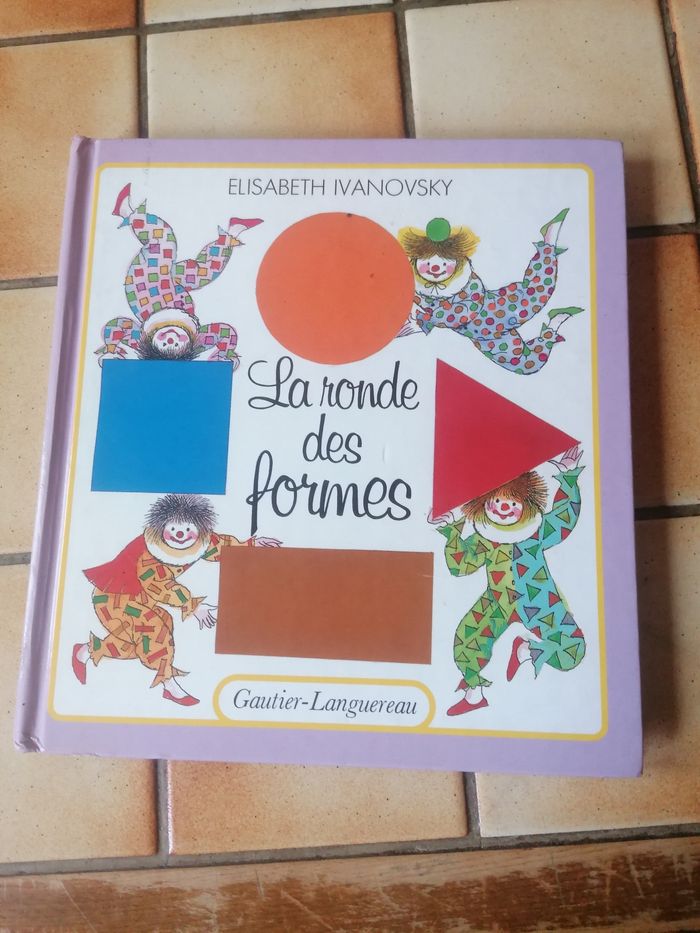 ELISABETH IVANOVSKY
La ronde
des
formes
Gautier-Languereau